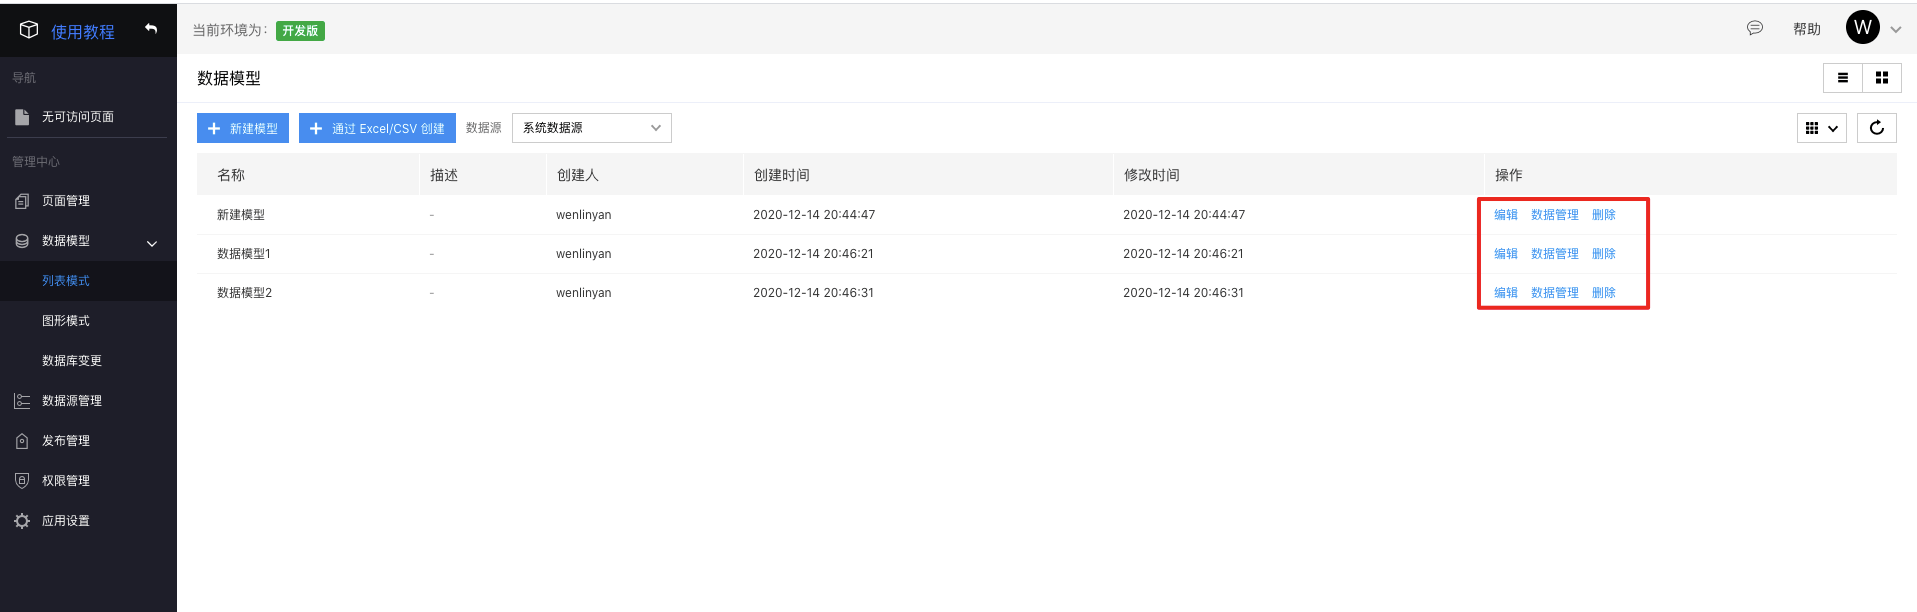 使用教程
当前环境为： 开发版
帮助
W
导航
无可访问页面
管理中心
页面管理
数据模型
列表模式
图形模式
数据库变更
数据源管理
发布管理
权限管理
应用设置
数据模型
新建模型 通过 Excel/CSV 创建 数据源 系统数据源
名称 描述 创建人 创建时间 修改时间 操作
新建模型 - wenlinyan 2020-12-14 20:44:47 2020-12-14 20:44:47 编辑 数据管理 删除
数据模型1 - wenlinyan 2020-12-14 20:46:21 2020-12-14 20:46:21 编辑 数据管理 删除
数据模型2 - wenlinyan 2020-12-14 20:46:31 2020-12-14 20:46:31 编辑 数据管理 删除